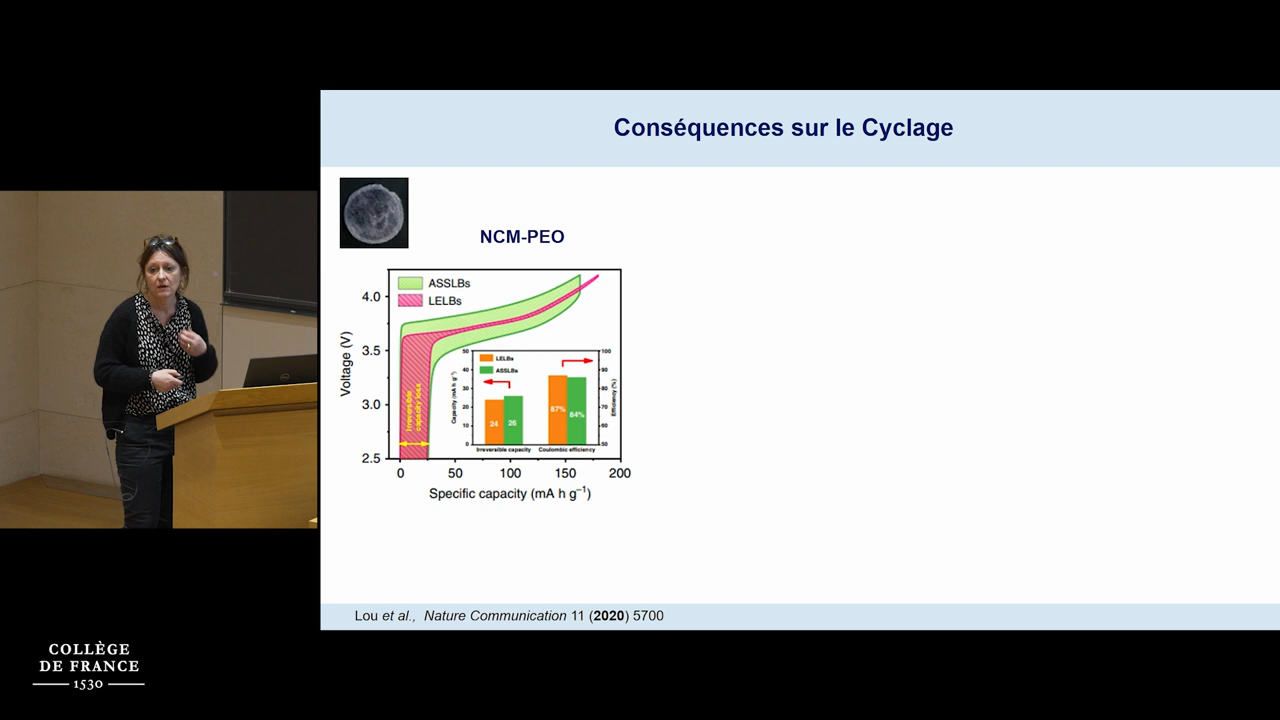 Conséquences sur le Cyclage
NCM-PEO
ASSLBs
LELBs
4.0
3.5
3.0
2.5
Voltage (V)
Irreversible
capacity loss
0
50
100
150
200
Specific capacity (mA h g⁻¹)
50
40
30
20
10
0
Capacity (mA h g⁻¹)
LELBs
ASSLBs
24
26
87%
84%
100
90
80
70
60
50
Efficiency (%)
Irreversible capacity
Coulombic efficiency
Lou et al., Nature Communication 11 (2020) 5700
COLLÈGE
DE FRANCE
1530